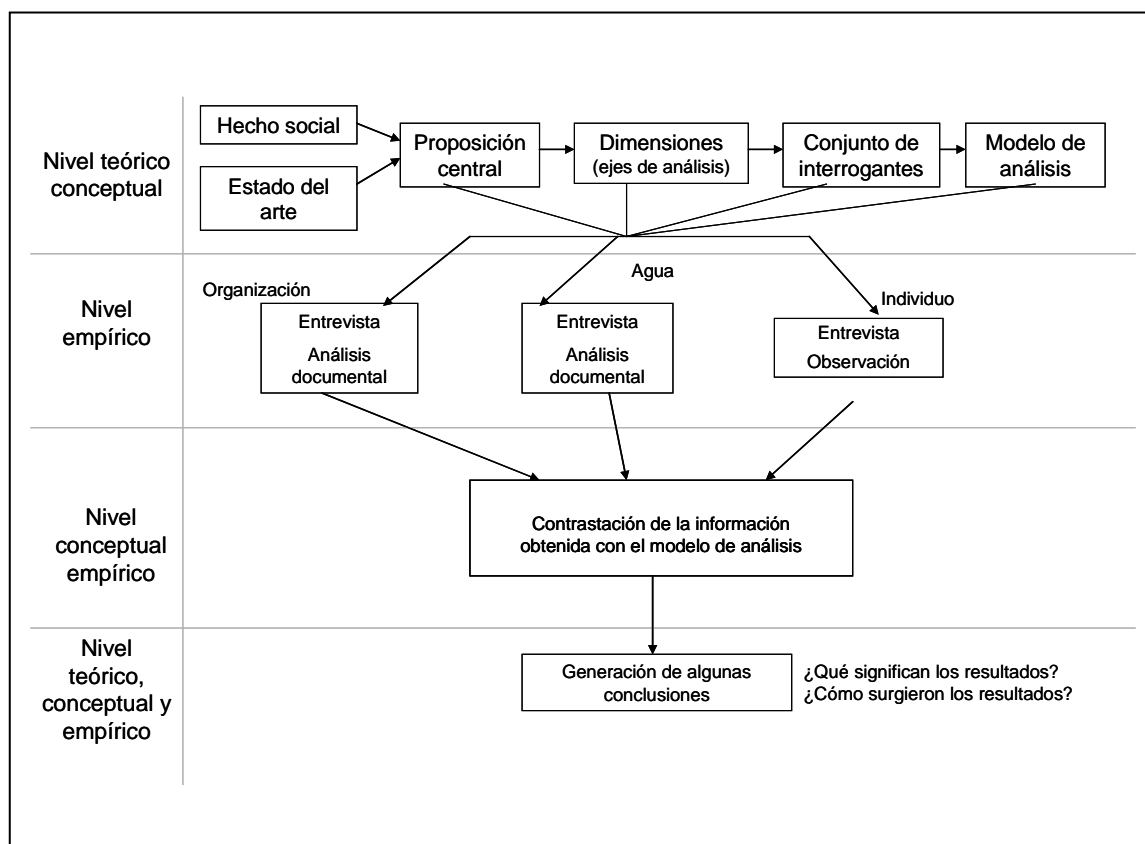 Nivel teórico
conceptual
Hecho social
Estado del
arte
Proposición
central
Dimensiones
(ejes de análisis)
Conjunto de
interrogantes
Modelo de
análisis
Nivel
empírico
Organización
Entrevista
Análisis
documental
Agua
Entrevista
Análisis
documental
Individuo
Entrevista
Observación
Nivel
conceptual
empírico
Contrastación de la información
obtenida con el modelo de análisis
Nivel
teórico,
conceptual y
empírico
Generación de algunas
conclusiones
¿Qué significan los resultados?
¿Cómo surgieron los resultados?